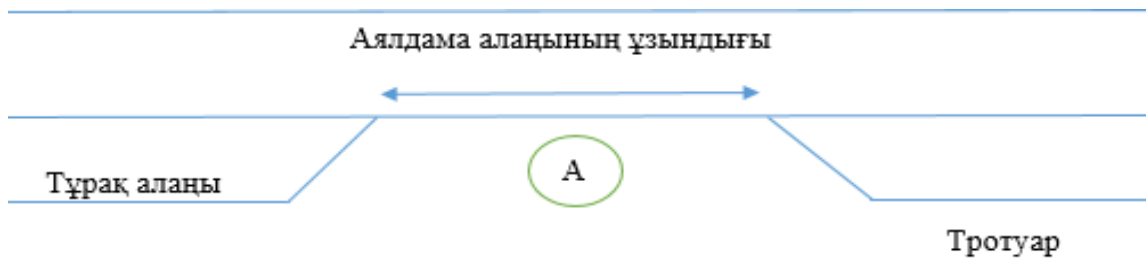 Аялдама алаңының ұзындығы
А
Тұрақ алаңы
Тротуар